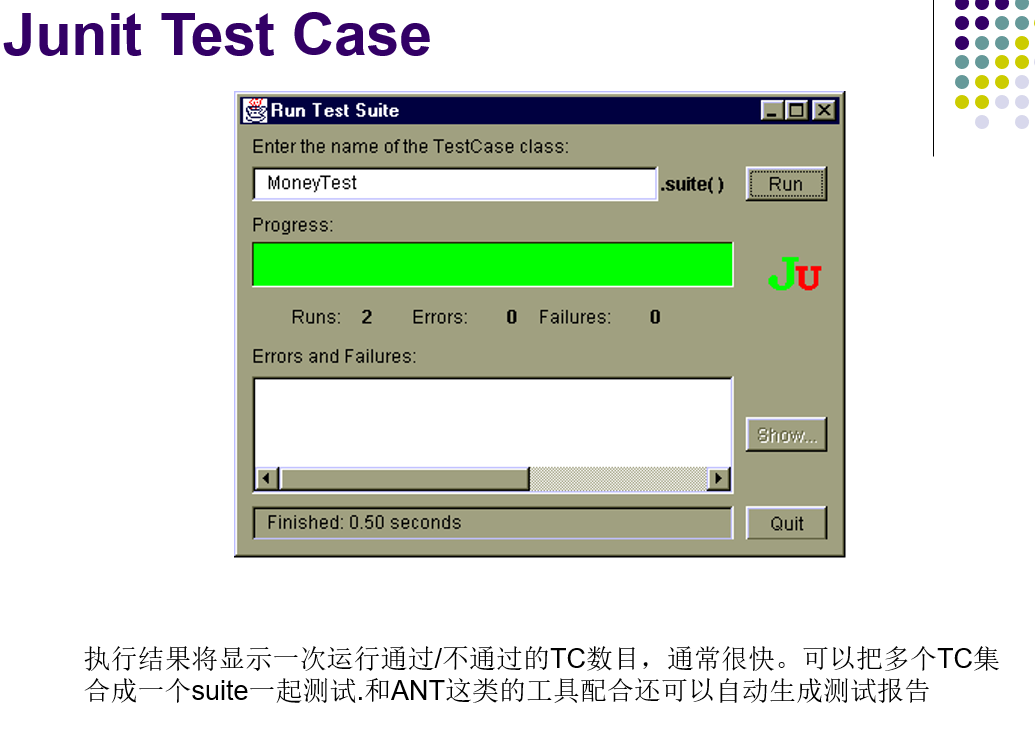 Junit Test Case
Run Test Suite
Enter the name of the TestCase class:
MoneyTest
.suite( )
Run
Progress:
JU
Runs: 2 Errors: 0 Failures: 0
Errors and Failures:
Show...
Finished: 0.50 seconds
Quit
执行结果将显示一次运行通过/不通过的TC数目，通常很快。可以把多个TC集
合成一个suite一起测试.和ANT这类的工具配合还可以自动生成测试报告